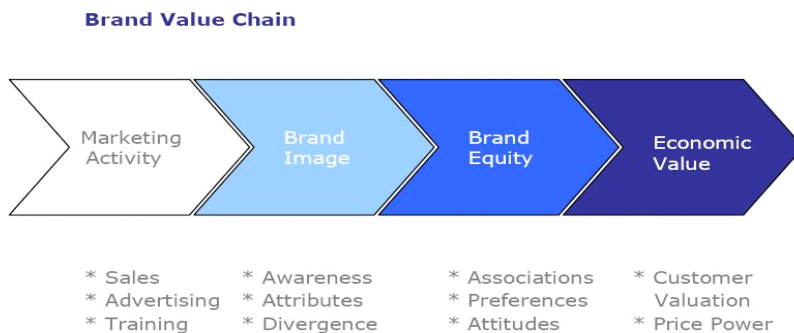 Brand Value Chain
Marketing
Activity
Brand
Image
Brand
Equity
Economic
Value
* Sales
* Advertising
* Training
* Awareness
* Attributes
* Divergence
* Associations
* Preferences
* Attitudes
* Customer
Valuation
* Price Power